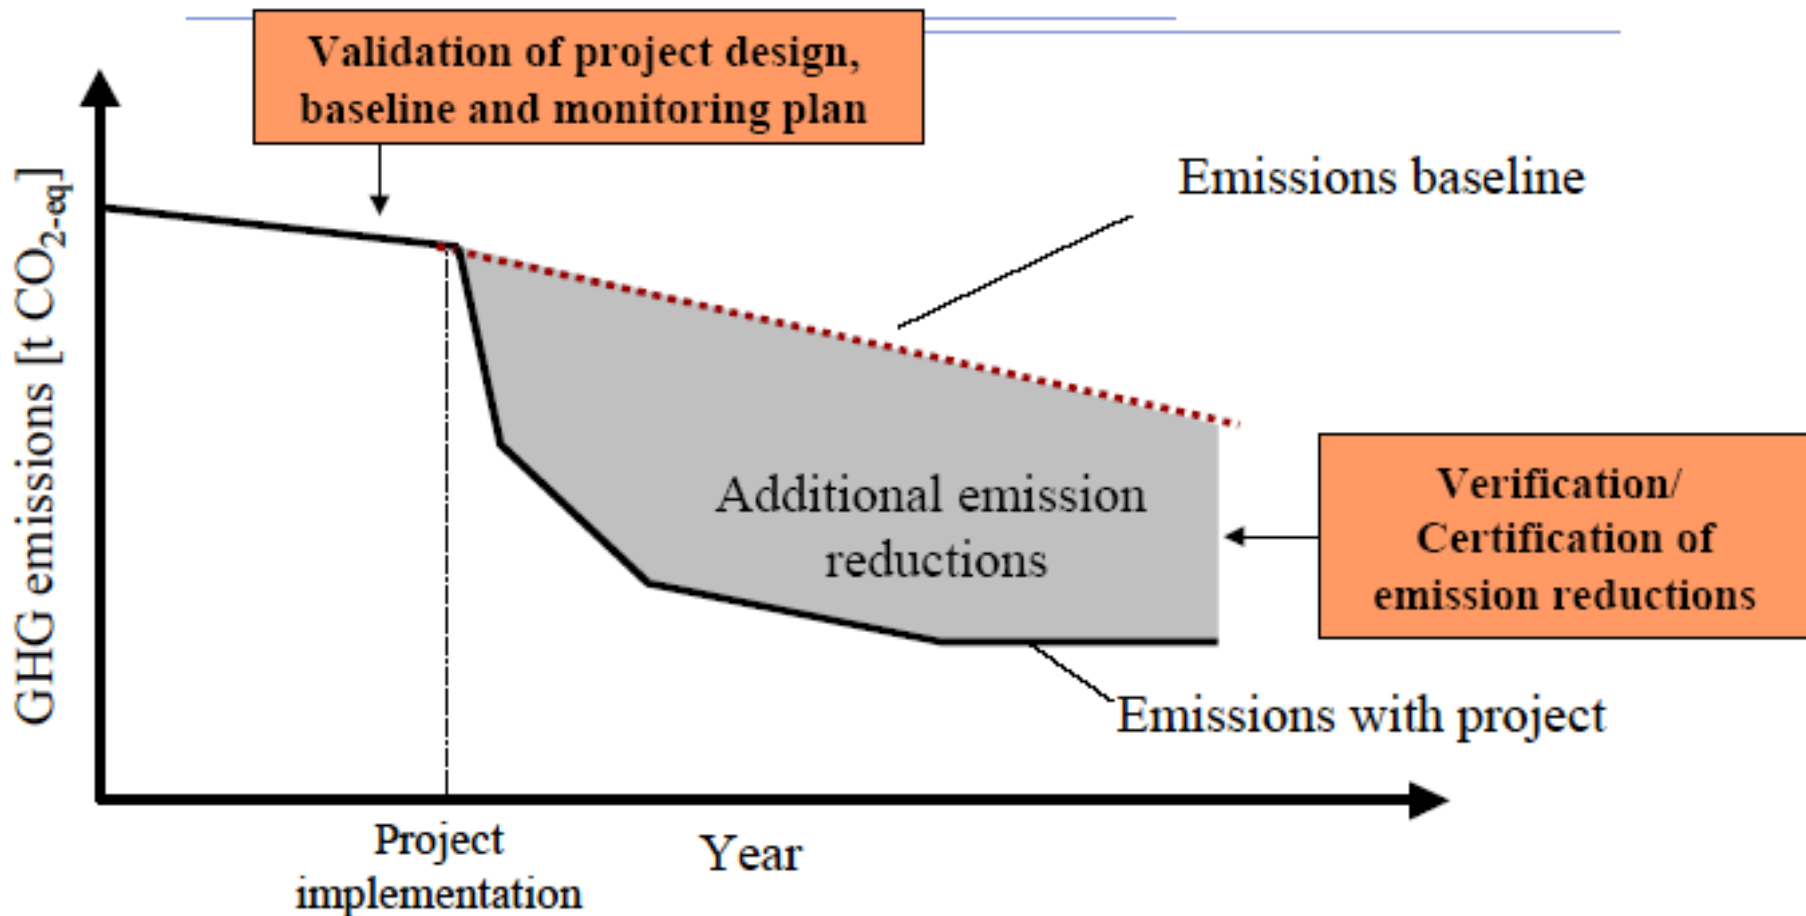 Validation of project design,
baseline and monitoring plan
GHG emissions [t CO2-eq]
Emissions baseline
Additional emission
reductions
Verification/
Certification of
emission reductions
Emissions with project
Project
implementation
Year